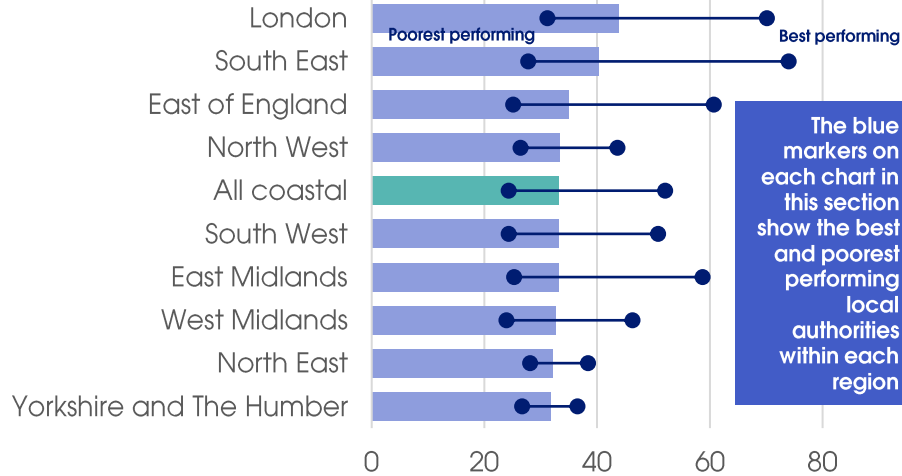 London
Poorest performing
Best performing
South East
East of England
North West
All coastal
South West
East Midlands
West Midlands
North East
Yorkshire and The Humber
The blue
markers on
each chart in
this section
show the best
and poorest
performing
local
authorities
within each
region
0 20 40 60 80